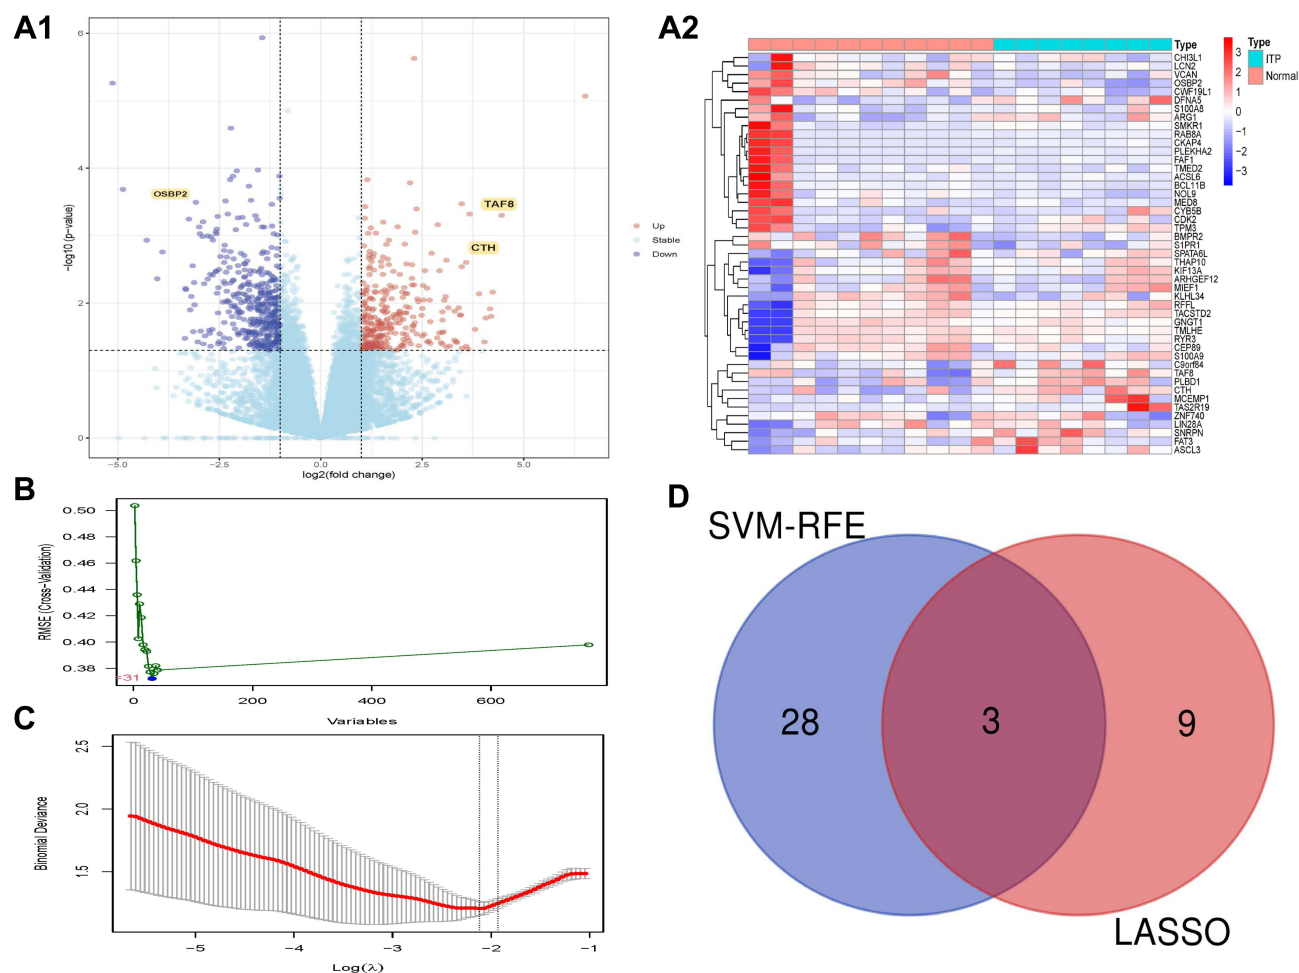 A1
6
4
2
0
−log10 (p−value)
−5.0
−2.5
0.0
2.5
5.0
log2(fold change)
OSBP2
TAF8
CTH
Up
Stable
Down
A2
Type
CHI3L1
LCN2
VCAN
OSBP2
CWF19L1
DFNA5
S100A8
ARG1
SMKR1
RAB8A
CKAP4
PLEKHA2
FAF1
TMED2
ACSL6
BCL11B
NOL9
MED8
CYB5B
CDK2
TPM3
BMPR2
S1PR1
SPATA6L
THAP10
KIF13A
ARHGEF12
MIEF1
KLHL34
RFFL
TACSTD2
GNGT1
TMLHE
RYR3
CEP89
S100A9
C9orf84
TAF8
PLBD1
CTH
MCEMP1
TAS2R19
ZNF740
LIN28A
SNRPN
FAT3
ASCL3
3
2
1
0
−1
−2
−3
Type
ITP
Normal
B
0.50
0.48
0.46
0.44
0.42
0.40
0.38
RMSE (Cross−Validation)
=31
0
200
400
600
Variables
C
2.5
2.0
1.5
Binomial Deviance
−5
−4
−3
−2
−1
Log(λ)
D
SVM-RFE
28
3
9
LASSO